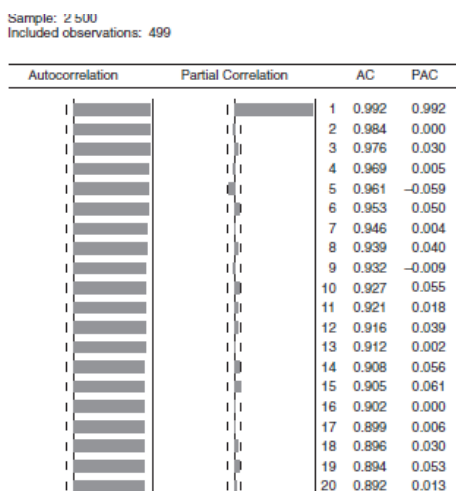 Sample: 2 500
Included observations: 499
Autocorrelation Partial Correlation AC PAC
1 0.992 0.992
2 0.984 0.000
3 0.976 0.030
4 0.969 0.005
5 0.961 –0.059
6 0.953 0.050
7 0.946 0.004
8 0.939 0.040
9 0.932 –0.009
10 0.927 0.055
11 0.921 0.018
12 0.916 0.039
13 0.912 0.002
14 0.908 0.056
15 0.905 0.061
16 0.902 0.000
17 0.899 0.006
18 0.896 0.030
19 0.894 0.053
20 0.892 0.013